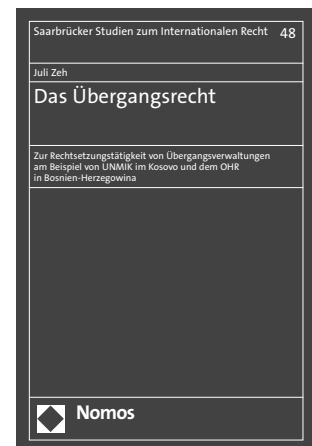 Saarbrücker Studien zum Internationalen Recht 48
Juli Zeh
Das Übergangsrecht
Zur Rechtsetzungstätigkeit von Übergangsverwaltungen
am Beispiel von UNMIK im Kosovo und dem OHR
in Bosnien-Herzegowina
Nomos